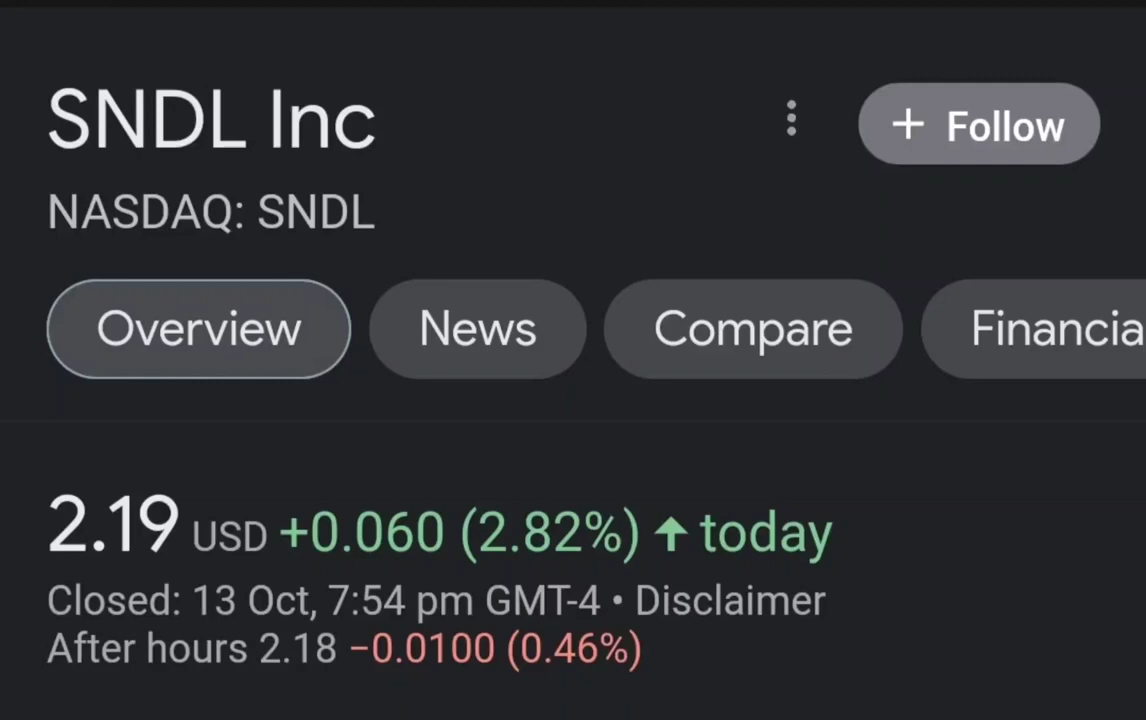 SNDL Inc
+ Follow
NASDAQ: SNDL
Overview News Compare Financia
2.19 USD +0.060 (2.82%) ↑ today
Closed: 13 Oct, 7:54 pm GMT-4 • Disclaimer
After hours 2.18 −0.0100 (0.46%)